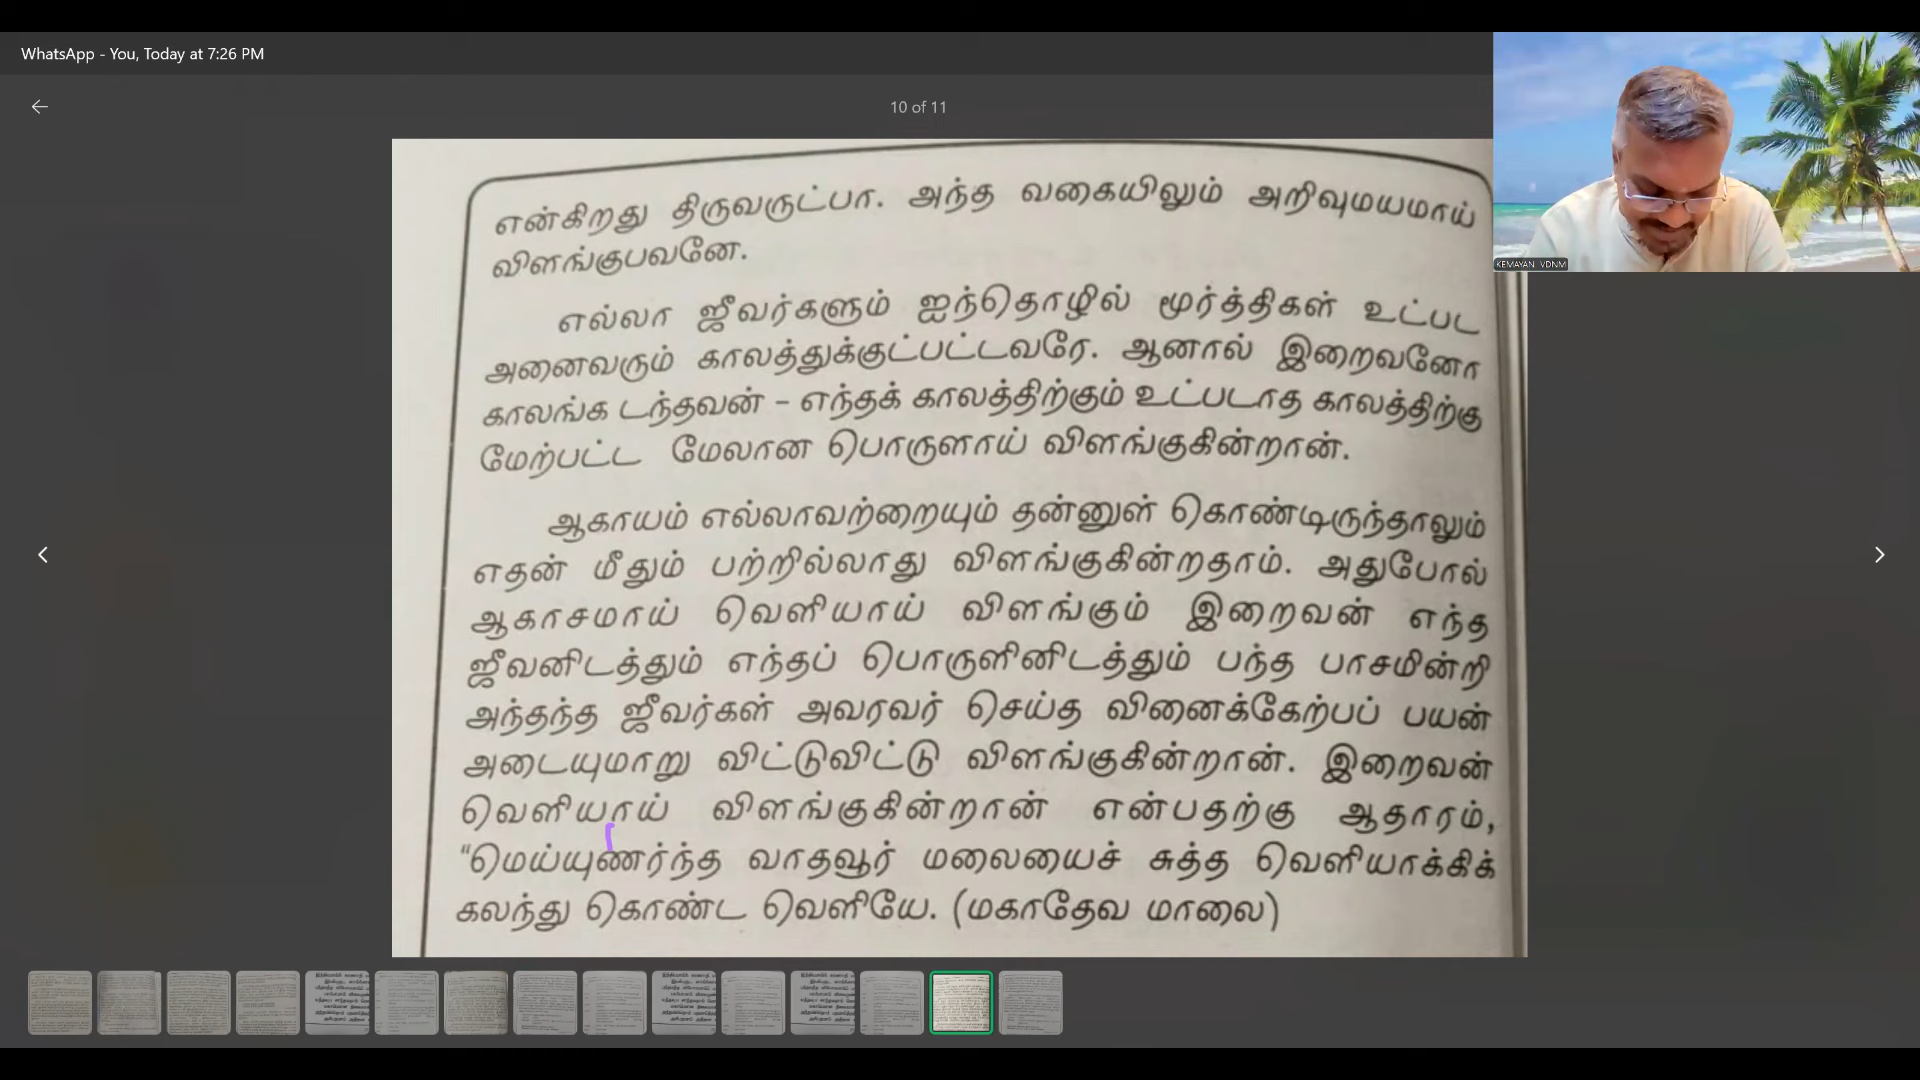 WhatsApp - You, Today at 7:26 PM
10 of 11
KEMAYAN VDNM
என்கிறது திருவருட்பா. அந்த வகையிலும் அறிவுமயமாய்
விளங்குபவனே.
எல்லா ஜீவர்களும் ஐந்தொழில் மூர்த்திகள் உட்பட
அனைவரும் காலத்துக்குட்பட்டவரே. ஆனால் இறைவனோ
காலங்க டந்தவன் – எந்தக் காலத்திற்கும் உட்படாத காலத்திற்கு
மேற்பட்ட மேலான பொருளாய் விளங்குகின்றான்.
ஆகாயம் எல்லாவற்றையும் தன்னுள் கொண்டிருந்தாலும்
எதன் மீதும் பற்றில்லாது விளங்குகின்றதாம். அதுபோல்
ஆகாசமாய் வெளியாய் விளங்கும் இறைவன் எந்த
ஜீவனிடத்தும் எந்தப் பொருளினிடத்தும் பந்த பாசமின்றி
அந்தந்த ஜீவர்கள் அவரவர் செய்த வினைக்கேற்பப் பயன்
அடையுமாறு விட்டுவிட்டு விளங்குகின்றான். இறைவன்
வெளியாய் விளங்குகின்றான் என்பதற்கு ஆதாரம்,
“மெய்யுணர்ந்த வாதவூர் மலையைச் சுத்த வெளியாக்கிக்
கலந்து கொண்ட வெளியே. (மகாதேவ மாலை)